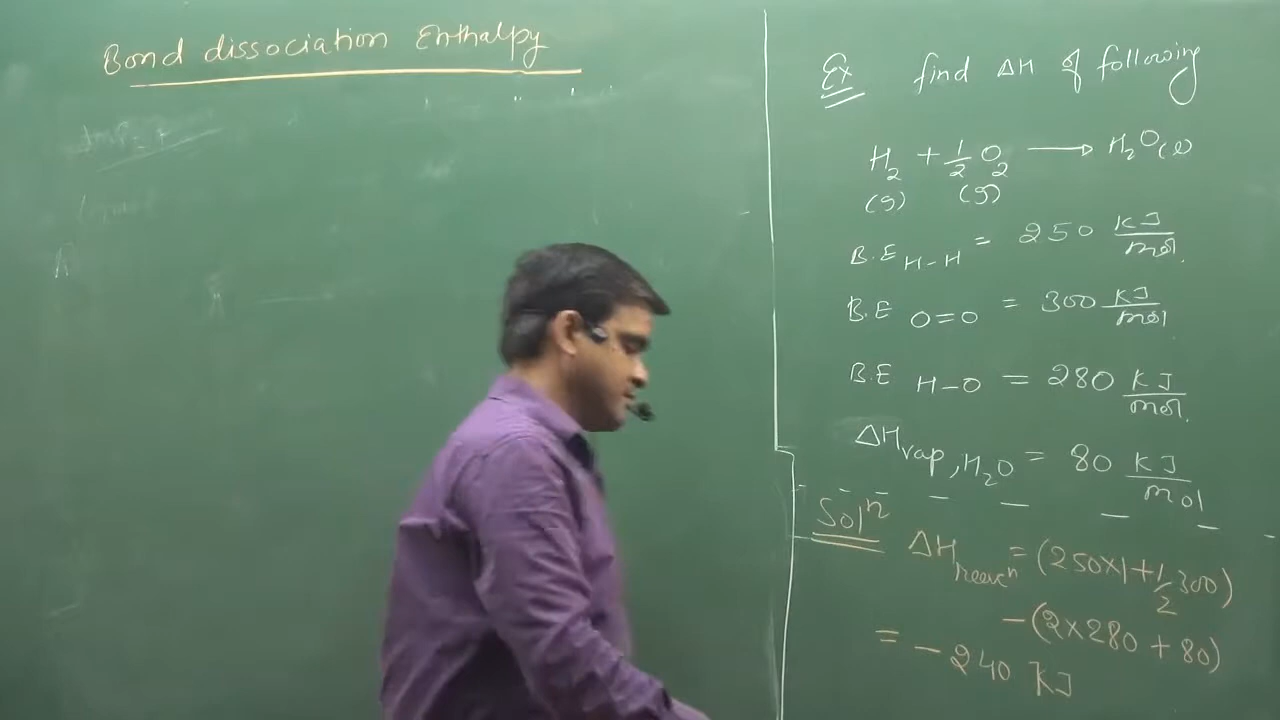 Bond dissociation Enthalpy
Ex find ΔH of following
H₂ + 1/2 O₂ ⟶ H₂O(l)
(g) (g)
B.E H–H = 250 KJ/mol.
B.E O=O = 300 KJ/mol
B.E H–O = 280 KJ/mol.
ΔHvap, H₂O = 80 KJ/mol
Solⁿ ΔHreacⁿ = (250×1+1/2 300)
–(2×280 + 80)
= –240 KJ